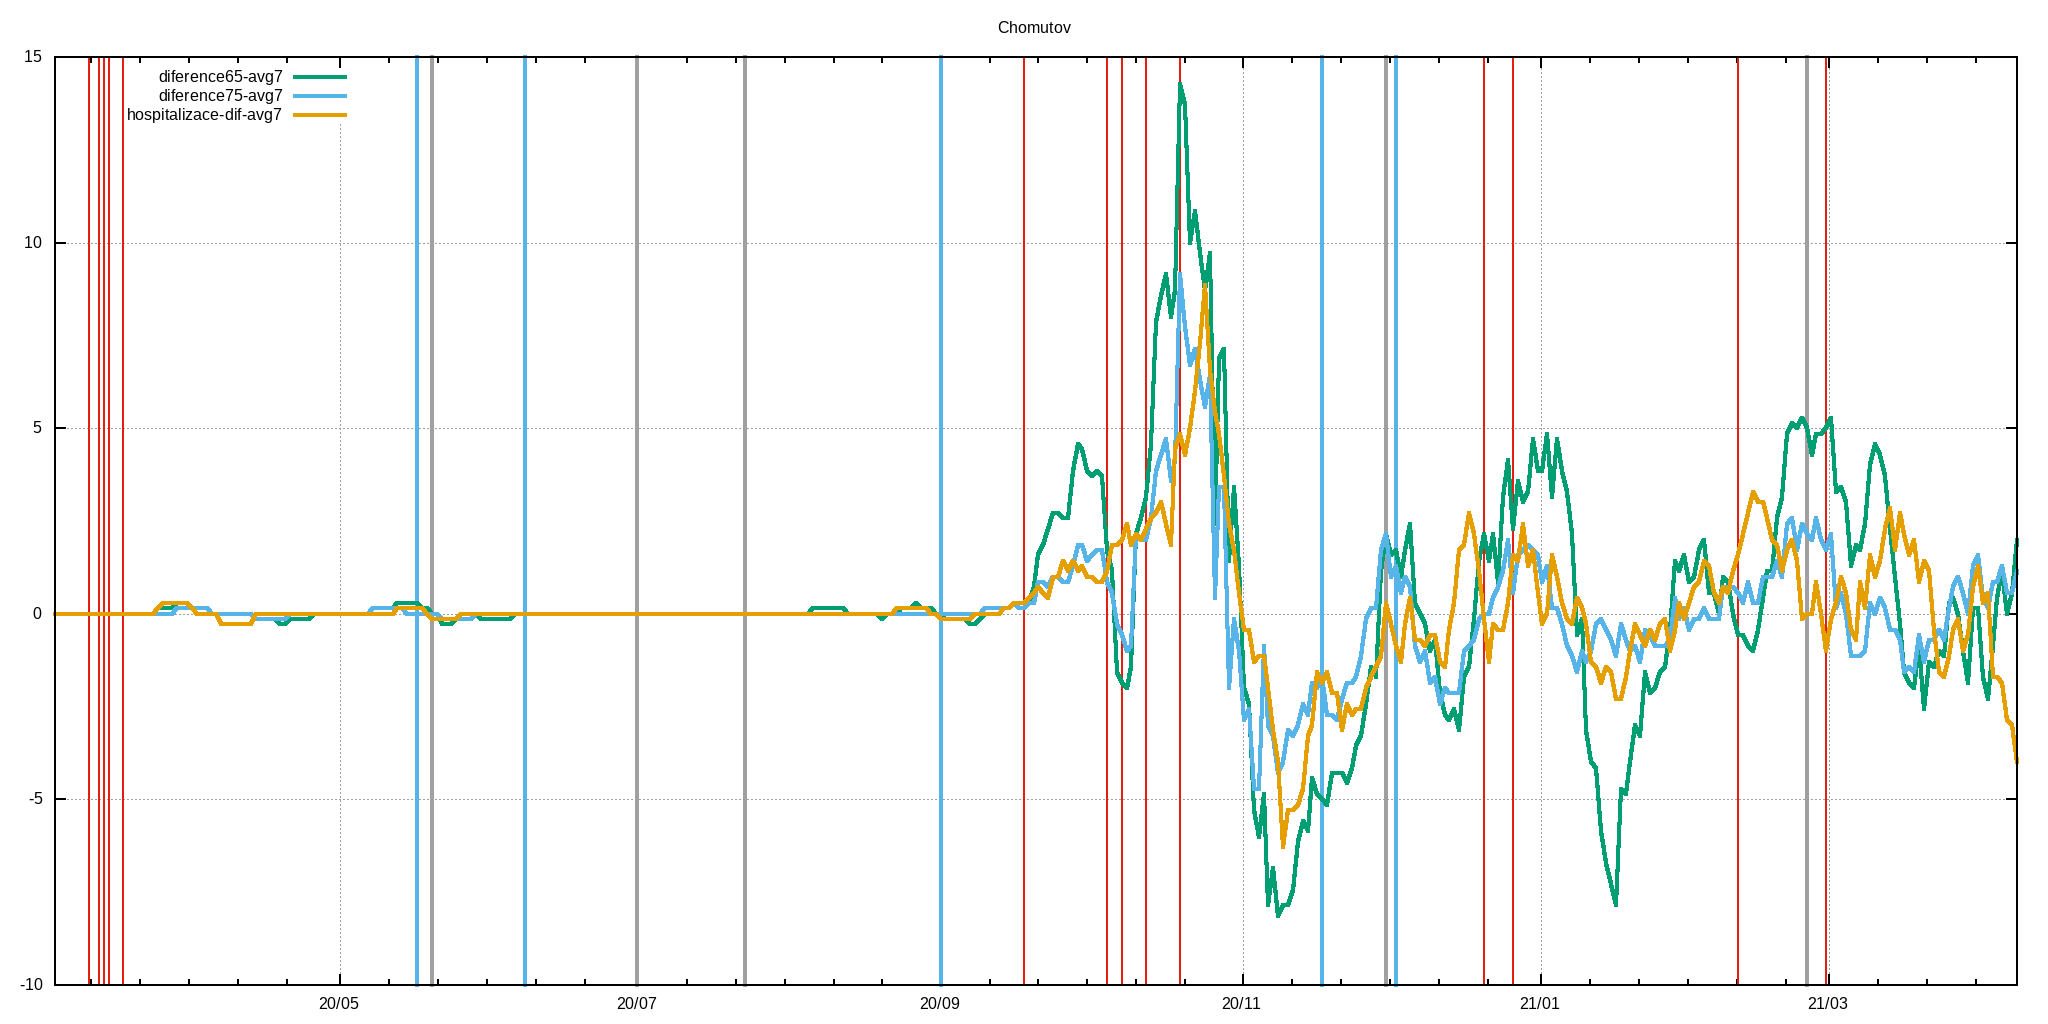 Chomutov
15
diference65-avg7
diference75-avg7
hospitalizace-dif-avg7
10
5
0
-5
-10
20/05 20/07 20/09 20/11 21/01 21/03